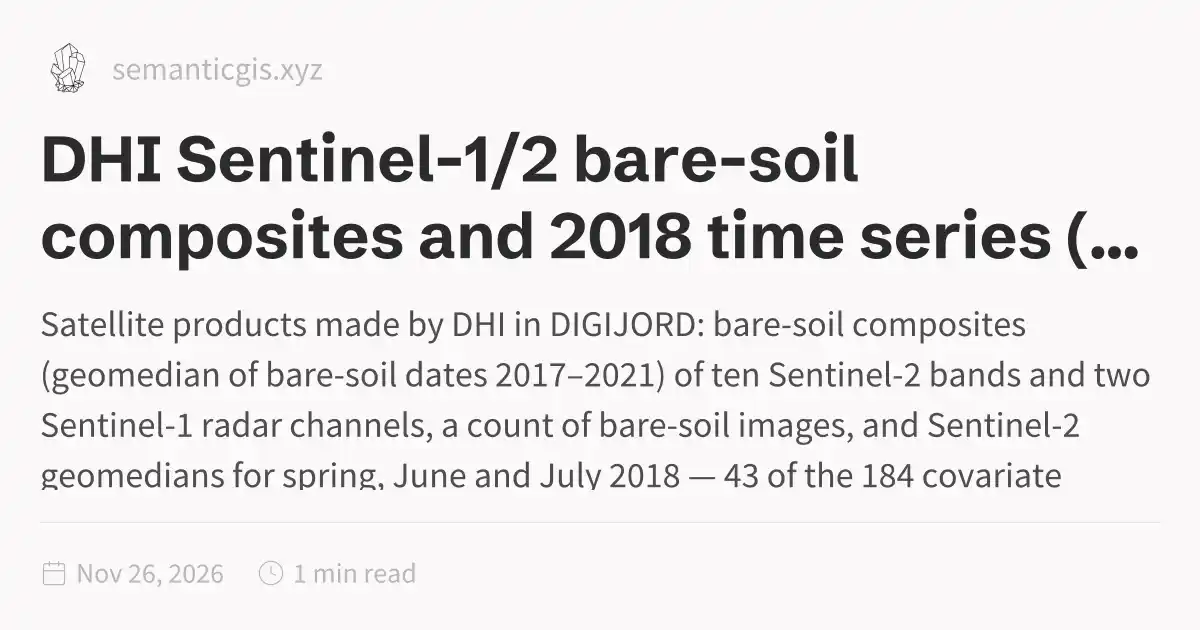 semanticgis.xyz
DHI Sentinel-1/2 bare-soil
composites and 2018 time series (...
Satellite products made by DHI in DIGIJORD: bare-soil composites
(geomedian of bare-soil dates 2017–2021) of ten Sentinel-2 bands and two
Sentinel-1 radar channels, a count of bare-soil images, and Sentinel-2
geomedians for spring, June and July 2018 — 43 of the 184 covariate
Nov 26, 2026
1 min read